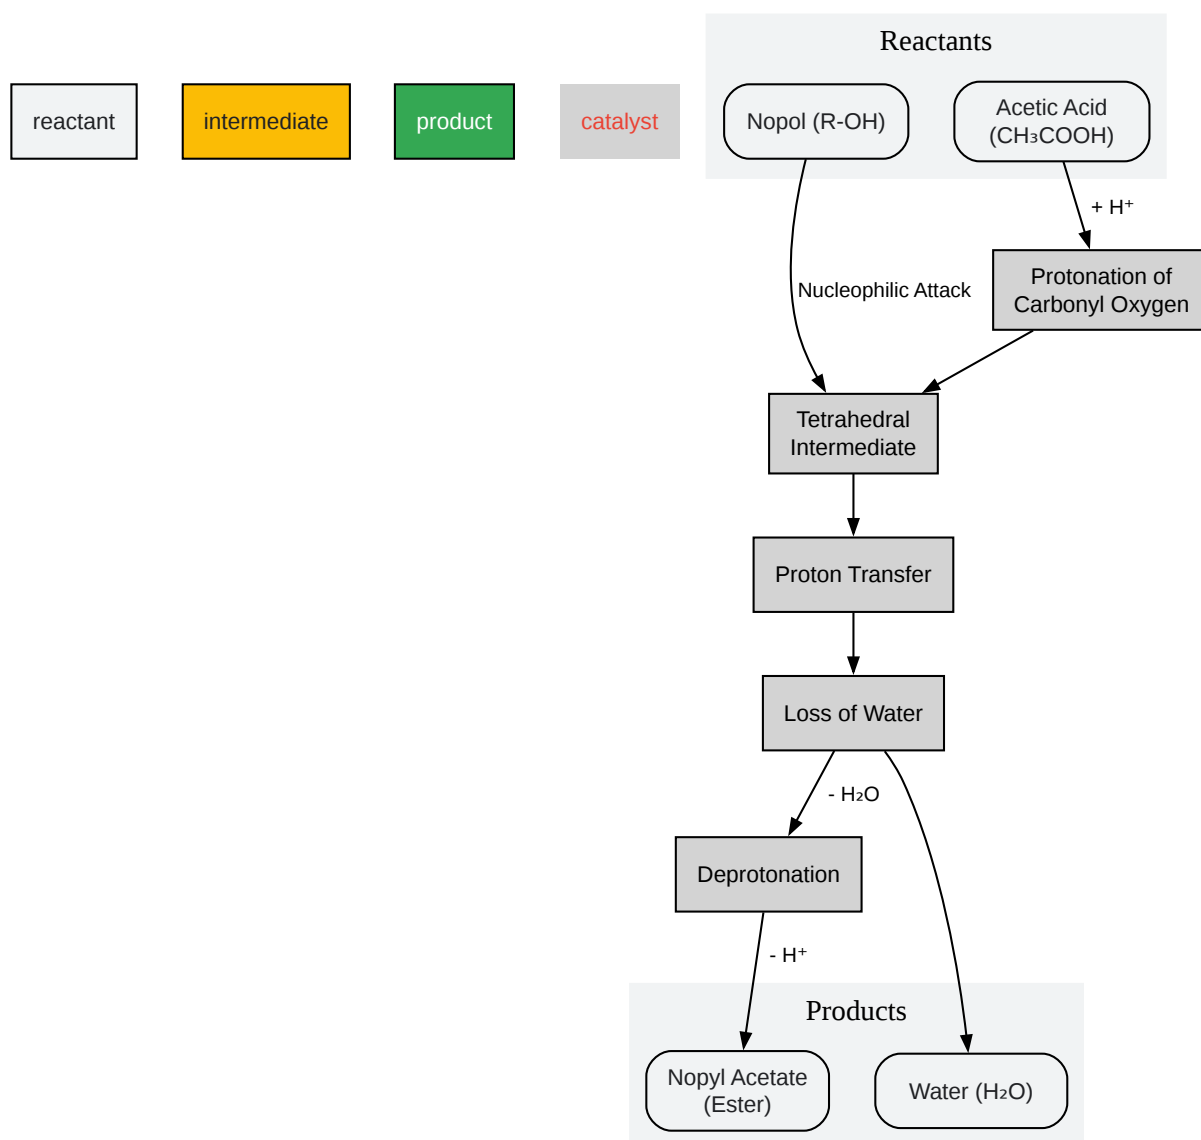 Reactants
reactant
intermediate
product
catalyst
Nopol (R-OH)
Acetic Acid
(CH₃COOH)
+ H⁺
Nucleophilic Attack
Protonation of
Carbonyl Oxygen
Tetrahedral
Intermediate
Proton Transfer
Loss of Water
- H₂O
Deprotonation
- H⁺
Products
Nopyl Acetate
(Ester)
Water (H₂O)